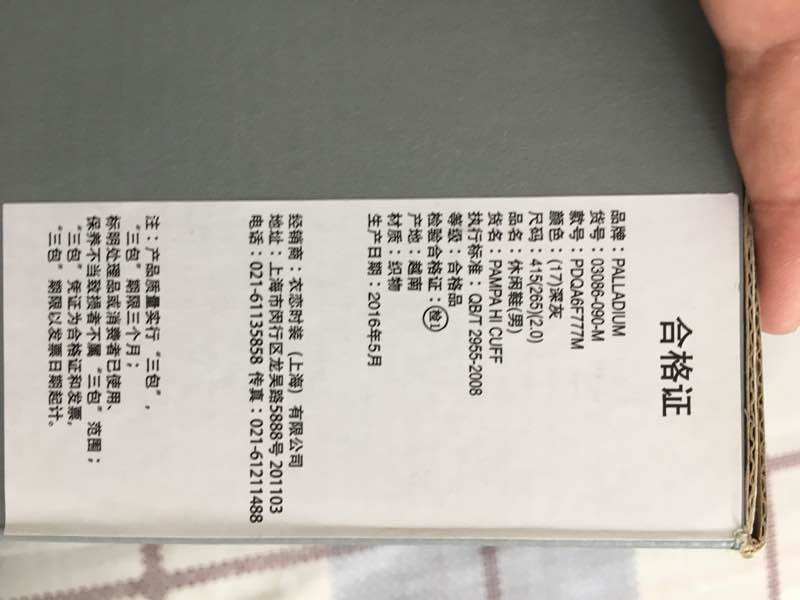 合格证
品牌：PALLADIUM
货号：03086-090-M
款号：PDQA6F777M
颜色：(17)深灰
尺码：415(265)(2.0)
品名：休闲鞋(男)
货名：PAMPA HI CUFF
执行标准：QB/T 2955-2008
等级：合格品
检验合格证：检1
产地：越南
材质：织物
生产日期：2016年5月
经销商：衣恋时装（上海）有限公司
地址：上海市闵行区龙吴路5888号 201103
电话：021-61135858 传真：021-61211488
注：产品质量实行“三包”，
“三包”期限三个月；
标明处理品或消费者已使用、
保养不当致损者不属“三包”范围；
“三包”凭证为合格证和发票，
“三包”期限以发票日期起计。